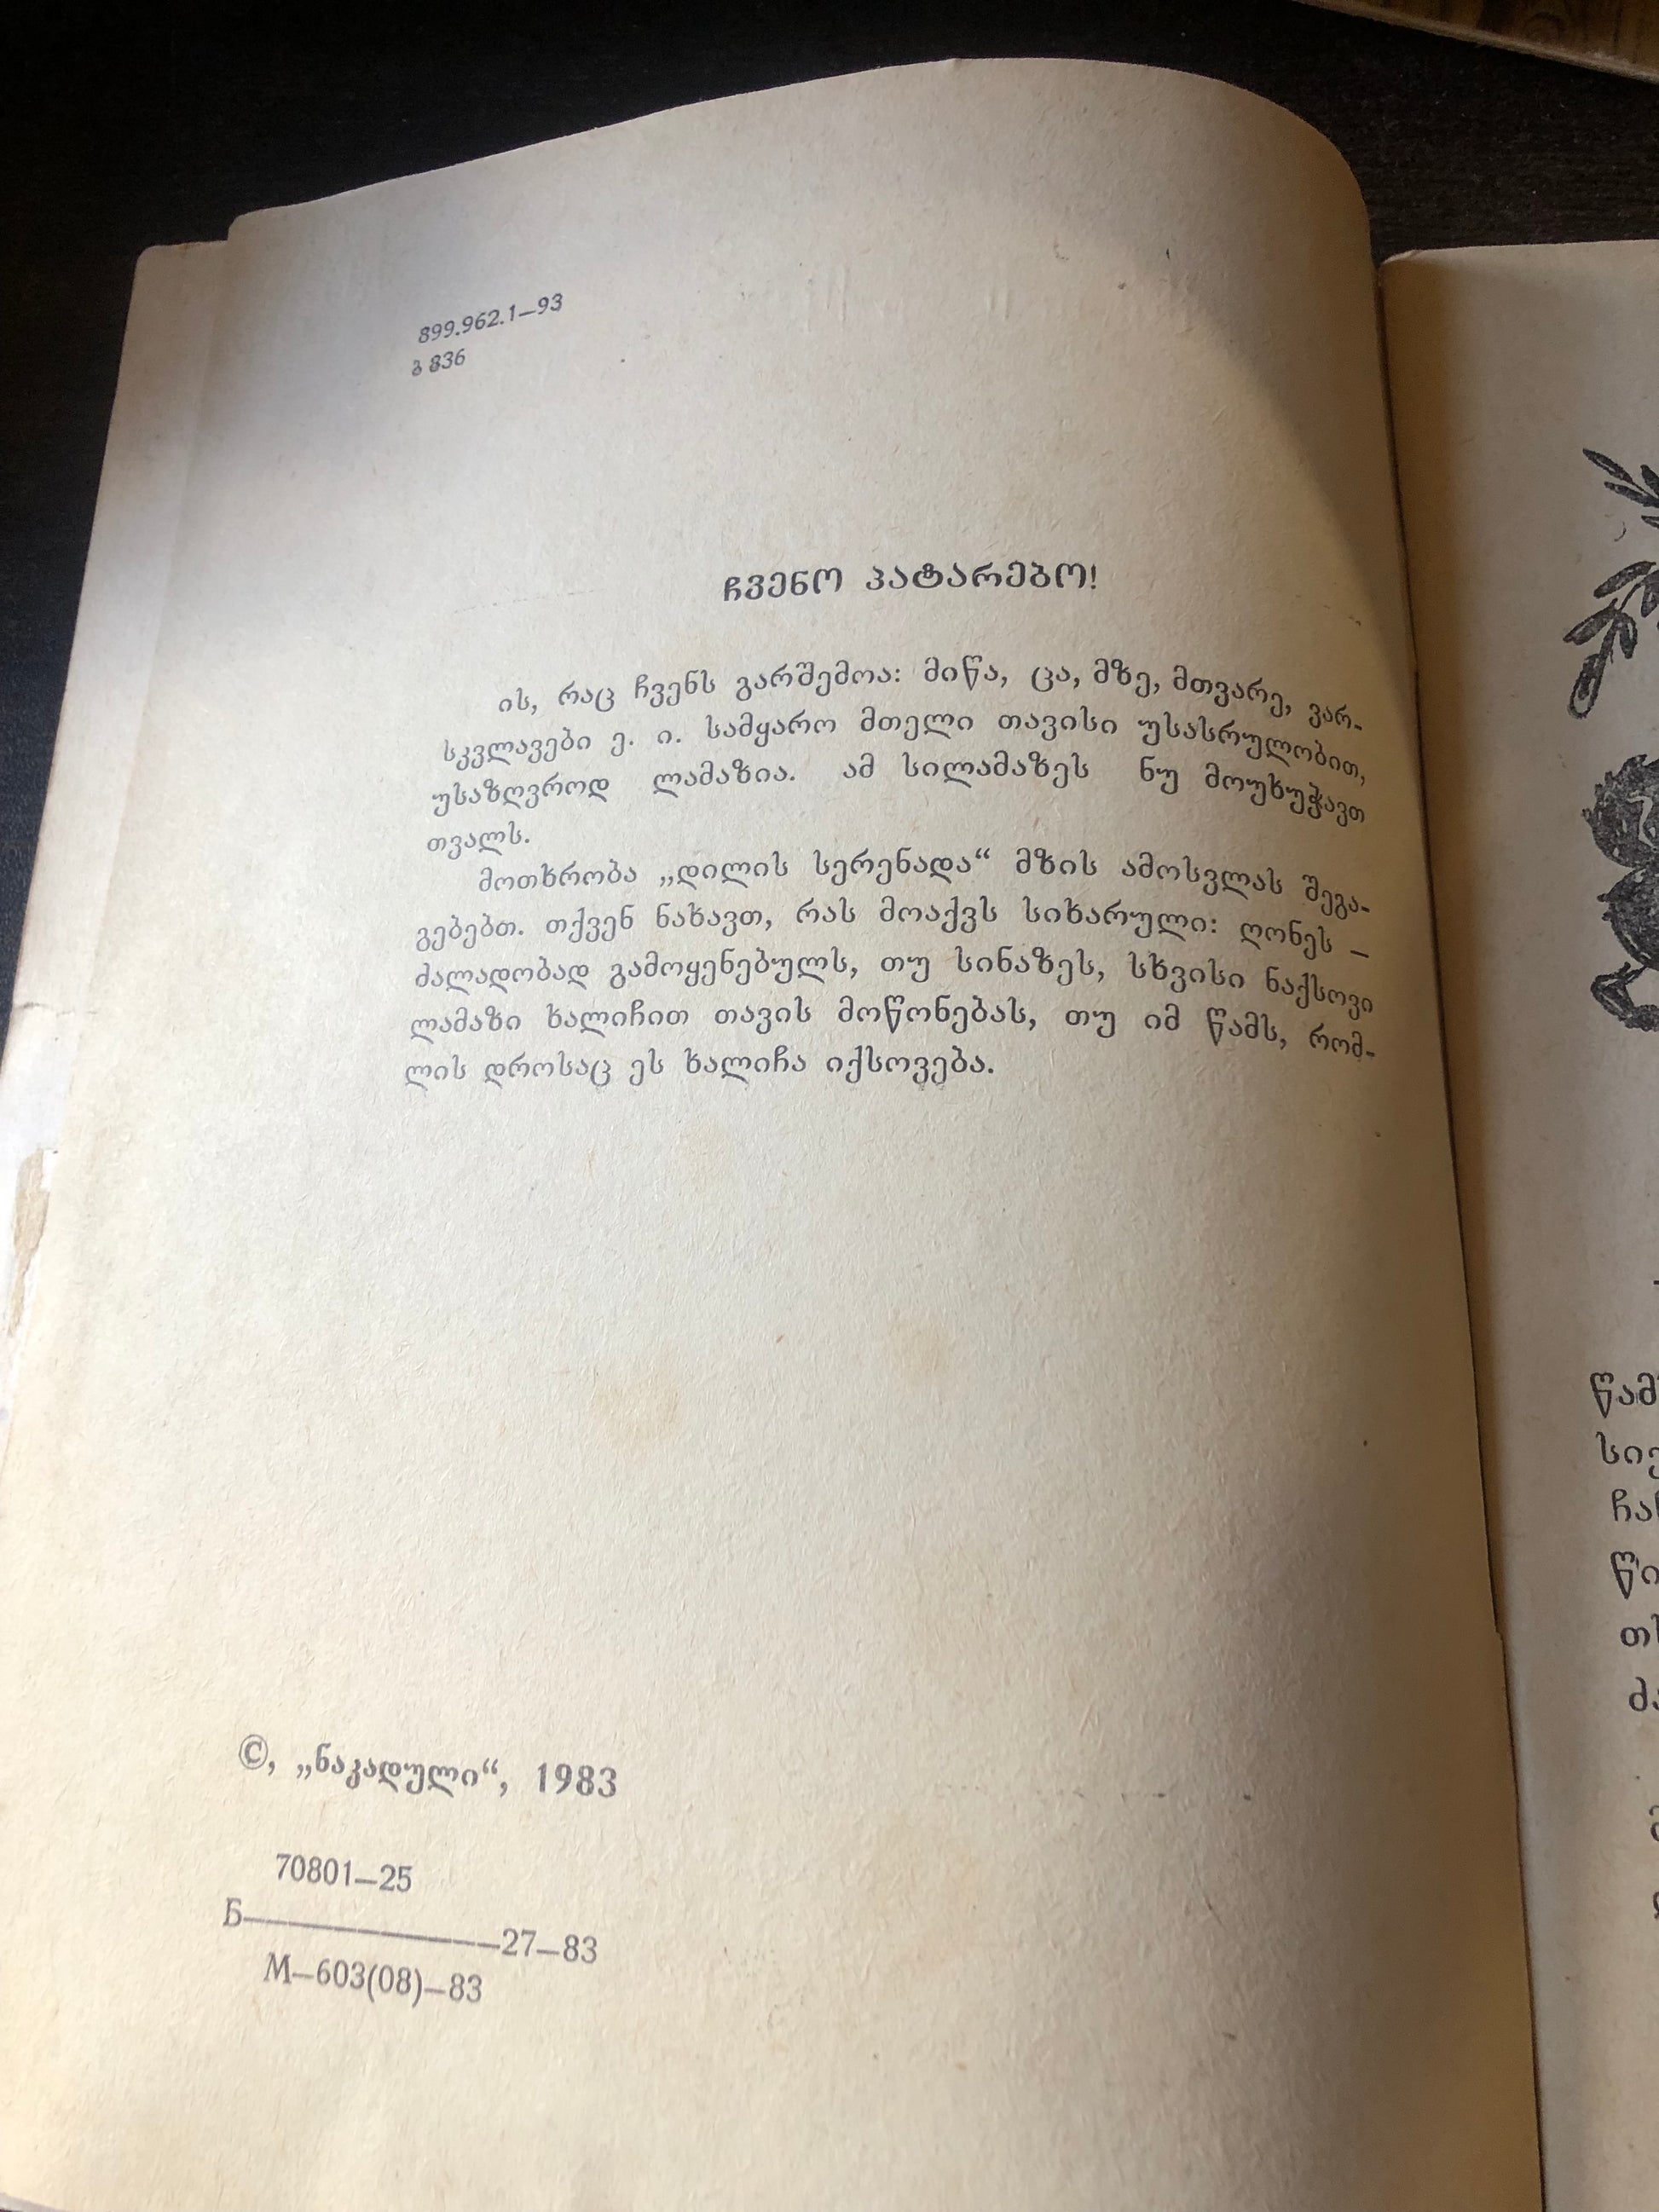 899.962.1—93
გ 836
ჩვენო პატარებო!
ის, რაც ჩვენს გარშემოა: მიწა, ცა, მზე, მთვარე, ვარ-
სკვლავები ე. ი. სამყარო მთელი თავისი უსასრულობით,
უსაზღვროდ ლამაზია. ამ სილამაზეს ნუ მოუხუჭავთ
თვალს.
მოთხრობა „დილის სერენადა“ მზის ამოსვლას შეგა-
გებებთ. თქვენ ნახავთ, რას მოაქვს სიხარული: ღონეს —
ძალადობად გამოყენებულს, თუ სინაზეს, სხვისი ნაქსოვი
ლამაზი ხალიჩით თავის მოწონებას, თუ იმ წამს, რომ-
ლის დროსაც ეს ხალიჩა იქსოვება.
©, „ნაკადული“, 1983
70801—25
Б—27—83
М—603(08)—83